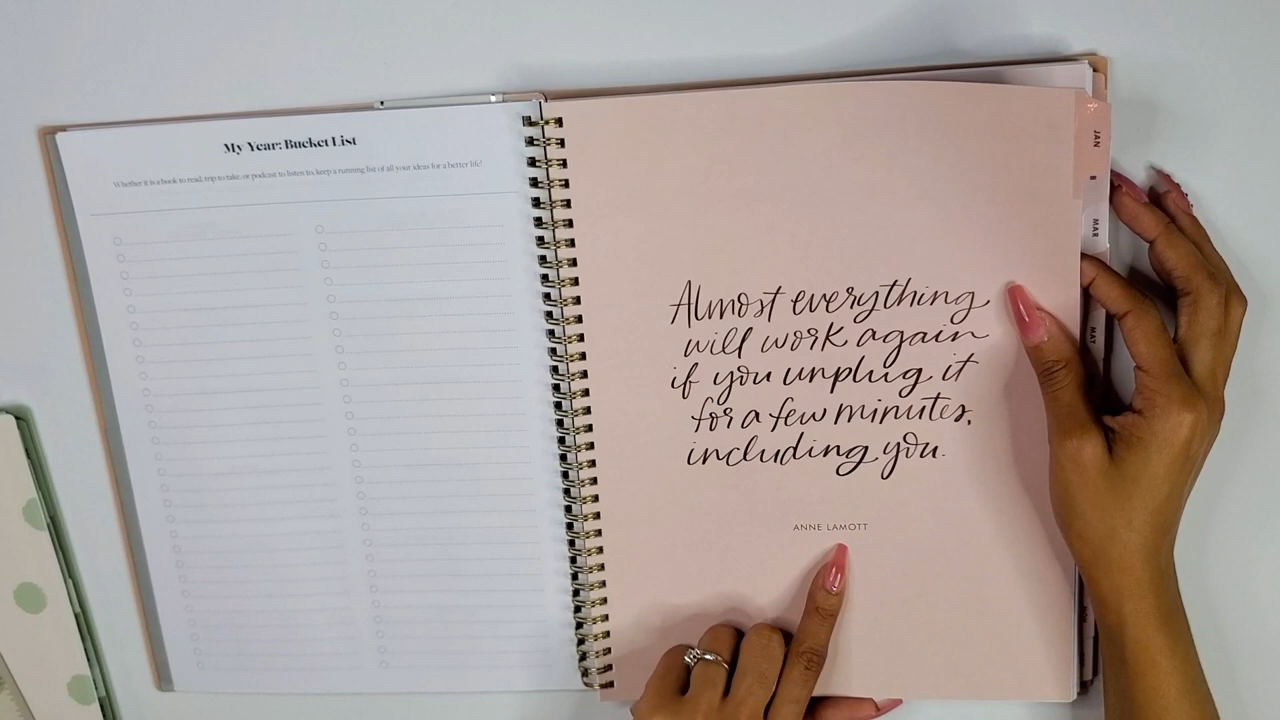 My Year: Bucket List
Whether it is a book to read, trip to take, or podcast to listen to, keep a running list of all your ideas for a better life!
Almost everything
will work again
if you unplug it
for a few minutes,
including you.
ANNE LAMOTT
JAN
MAR
MAY